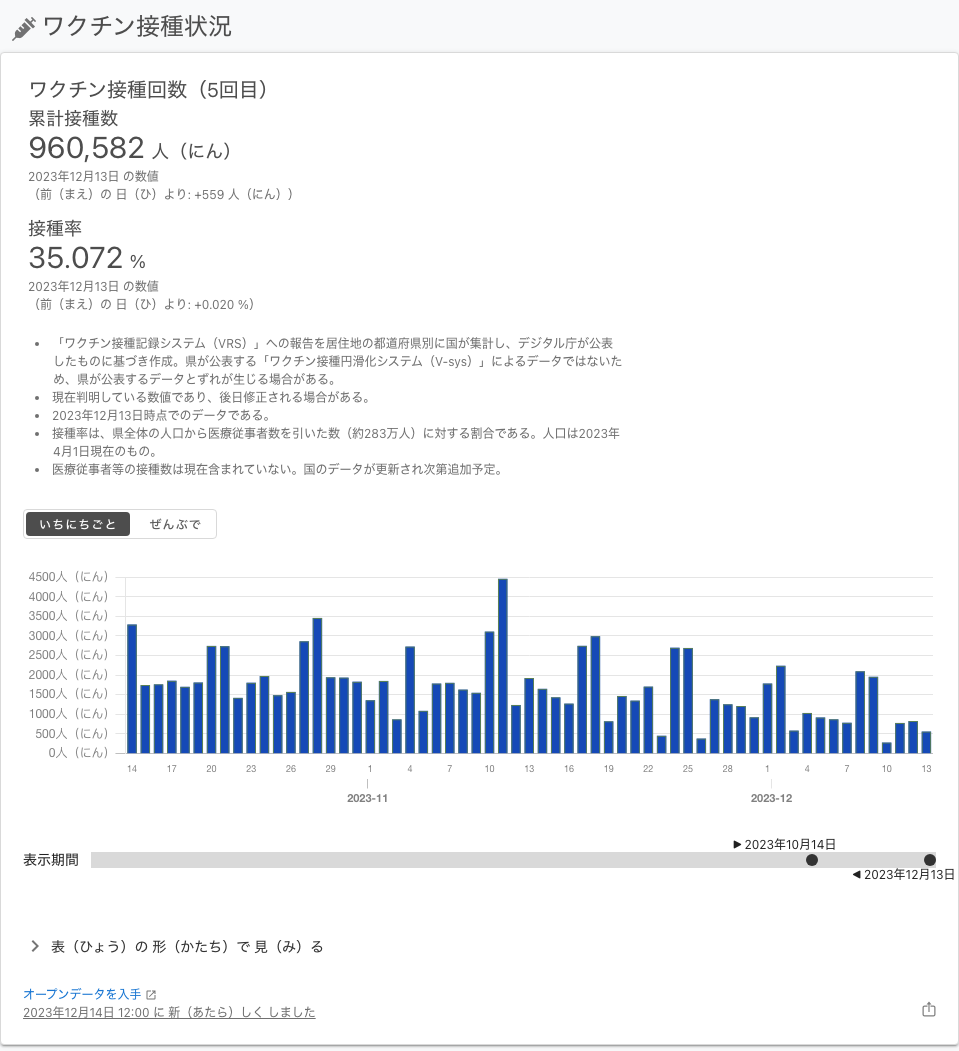 ワクチン接種状況
ワクチン接種回数（5回目）
累計接種数
960,582 人（にん）
2023年12月13日 の数値
（前（まえ）の 日（ひ）より: +559 人（にん））
接種率
35.072 %
2023年12月13日 の数値
（前（まえ）の 日（ひ）より: +0.020 %）
• 「ワクチン接種記録システム（VRS）」への報告を居住地の都道府県別に国が集計し、デジタル庁が公表
したものに基づき作成。県が公表する「ワクチン接種円滑化システム（V-sys）」によるデータではないた
め、県が公表するデータとずれが生じる場合がある。
• 現在判明している数値であり、後日修正される場合がある。
• 2023年12月13日時点でのデータである。
• 接種率は、県全体の人口から医療従事者数を引いた数（約283万人）に対する割合である。人口は2023年
4月1日現在のもの。
• 医療従事者等の接種数は現在含まれていない。国のデータが更新され次第追加予定。
いちにちごと ぜんぶで
4500人（にん）
4000人（にん）
3500人（にん）
3000人（にん）
2500人（にん）
2000人（にん）
1500人（にん）
1000人（にん）
500人（にん）
0人（にん）
14 17 20 23 26 29 1 4 7 10 13 16 19 22 25 28 1 4 7 10 13
2023-11 2023-12
2023年10月14日
表示期間
2023年12月13日
表（ひょう）の 形（かたち）で 見（み）る
オープンデータを入手
2023年12月14日 12:00 に 新（あたら）しく しました